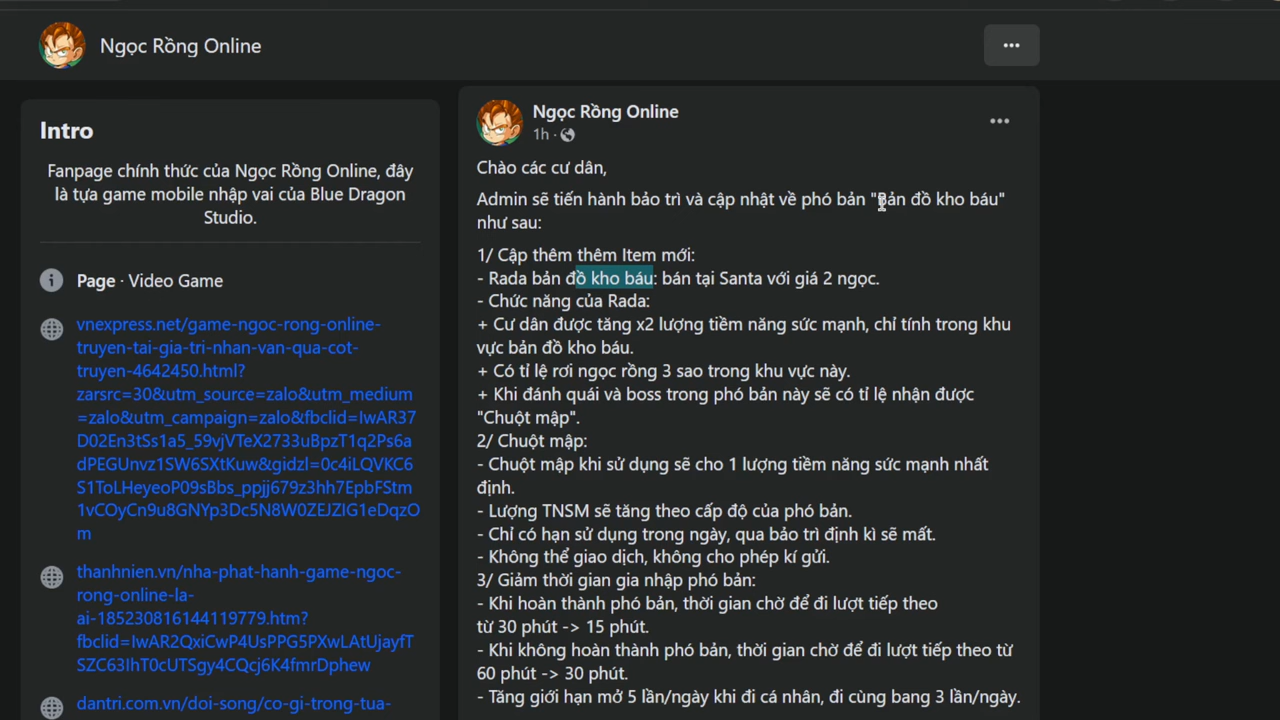 Ngọc Rồng Online
Intro
Fanpage chính thức của Ngọc Rồng Online, đây
là tựa game mobile nhập vai của Blue Dragon
Studio.
Page · Video Game
vnexpress.net/game-ngoc-rong-online-
truyen-tai-gia-tri-nhan-van-qua-cot-
truyen-4642450.html?
zarsrc=30&utm_source=zalo&utm_medium
=zalo&utm_campaign=zalo&fbclid=IwAR37
D02En3tSs1a5_59vjVTeX2733uBpzT1q2Ps6a
dPEGUnvz1SW6SXtKuw&gidzl=0c4iLQVKC6
S1ToLHeyeoP09sBbs_ppjj679z3hh7EpbFStm
1vCOyCn9u8GNYp3Dc5N8W0ZEJZIG1eDqzO
m
thanhnien.vn/nha-phat-hanh-game-ngoc-
rong-online-la-
ai-185230816144119779.htm?
fbclid=IwAR2QxiCwP4UsPPG5PXwLAtUjayfT
SZC63IhT0cUTSgy4CQcj6K4fmrDphew
dantri.com.vn/doi-song/co-gi-trong-tua-
Ngọc Rồng Online
1h ·
Chào các cư dân,
Admin sẽ tiến hành bảo trì và cập nhật về phó bản "Bản đồ kho báu"
như sau:
1/ Cập thêm thêm Item mới:
- Rada bản đồ kho báu: bán tại Santa với giá 2 ngọc.
- Chức năng của Rada:
+ Cư dân được tăng x2 lượng tiềm năng sức mạnh, chỉ tính trong khu
vực bản đồ kho báu.
+ Có tỉ lệ rơi ngọc rồng 3 sao trong khu vực này.
+ Khi đánh quái và boss trong phó bản này sẽ có tỉ lệ nhận được
"Chuột mập".
2/ Chuột mập:
- Chuột mập khi sử dụng sẽ cho 1 lượng tiềm năng sức mạnh nhất
định.
- Lượng TNSM sẽ tăng theo cấp độ của phó bản.
- Chỉ có hạn sử dụng trong ngày, qua bảo trì định kì sẽ mất.
- Không thể giao dịch, không cho phép kí gửi.
3/ Giảm thời gian gia nhập phó bản:
- Khi hoàn thành phó bản, thời gian chờ để đi lượt tiếp theo
từ 30 phút -> 15 phút.
- Khi không hoàn thành phó bản, thời gian chờ để đi lượt tiếp theo từ
60 phút -> 30 phút.
- Tăng giới hạn mở 5 lần/ngày khi đi cá nhân, đi cùng bang 3 lần/ngày.